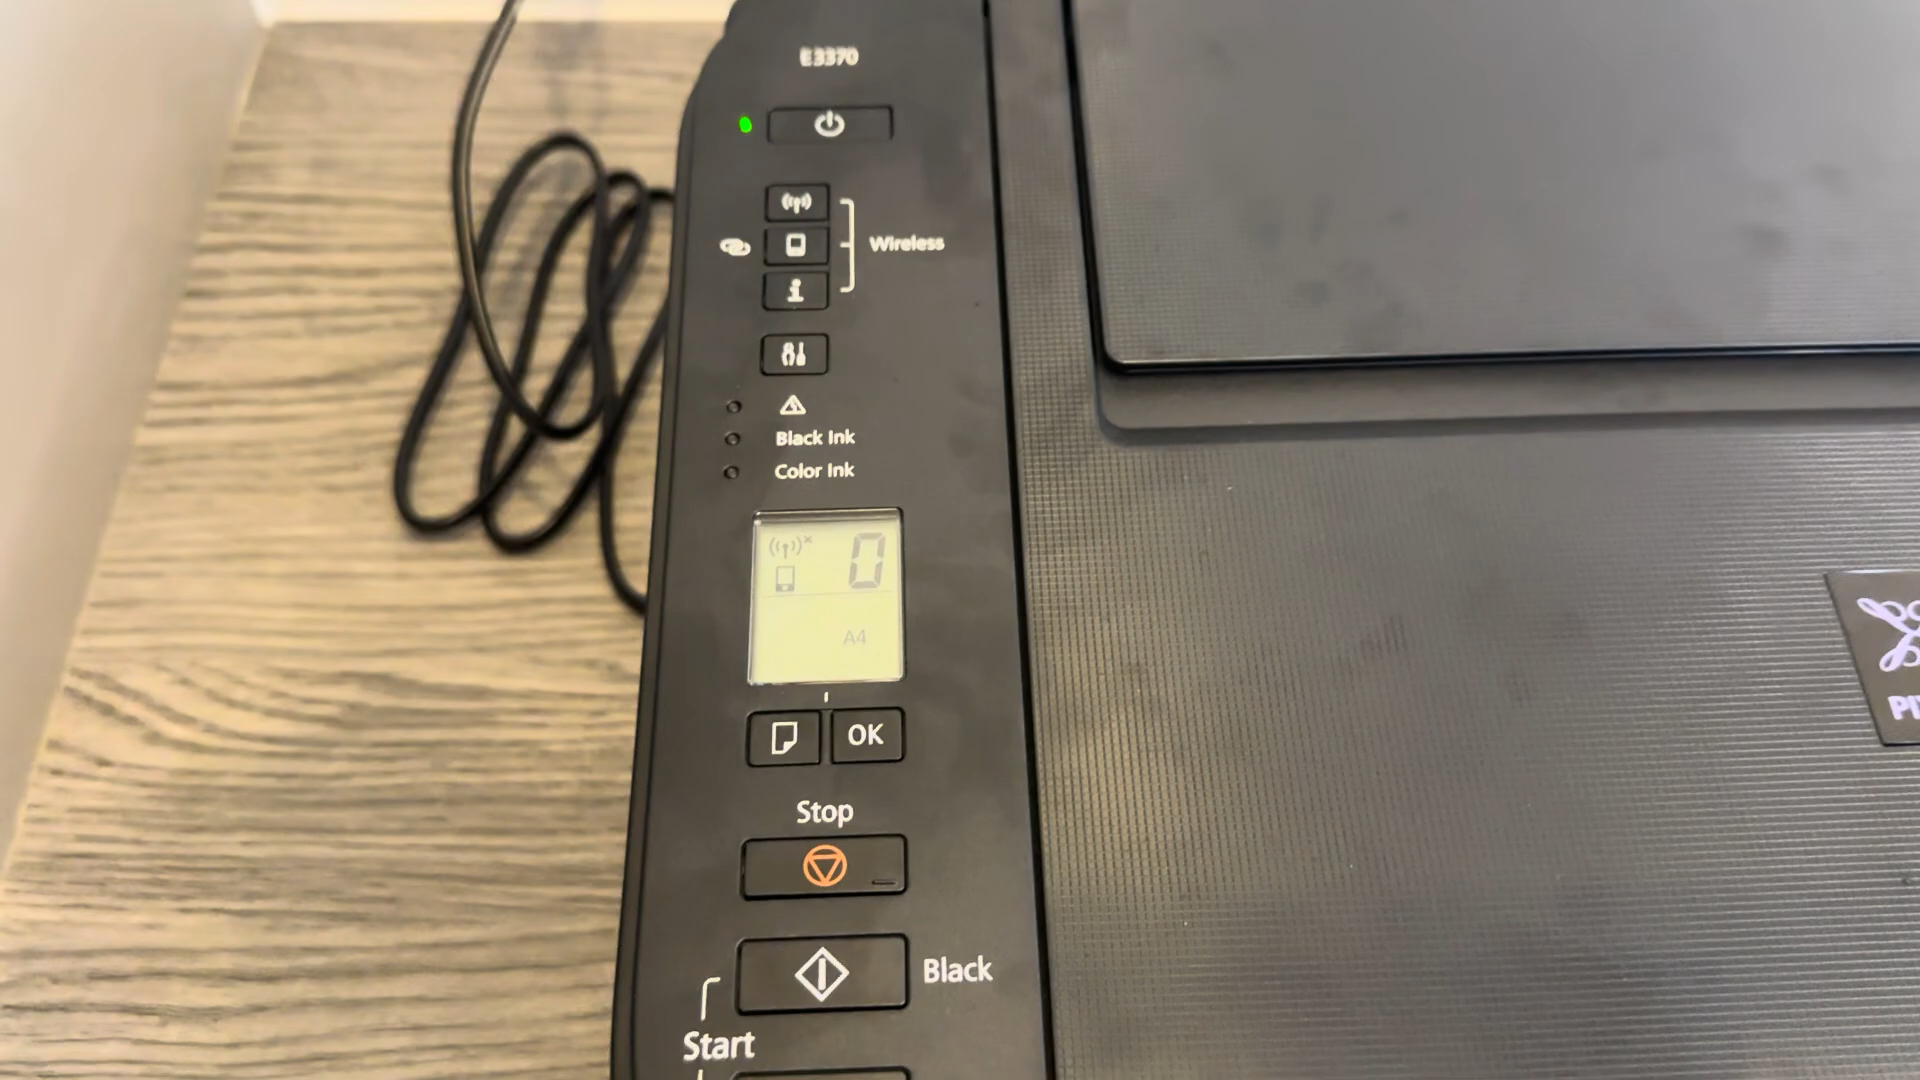 E3370
Wireless
Black Ink
Color Ink
0
A4
OK
Stop
Black
Start